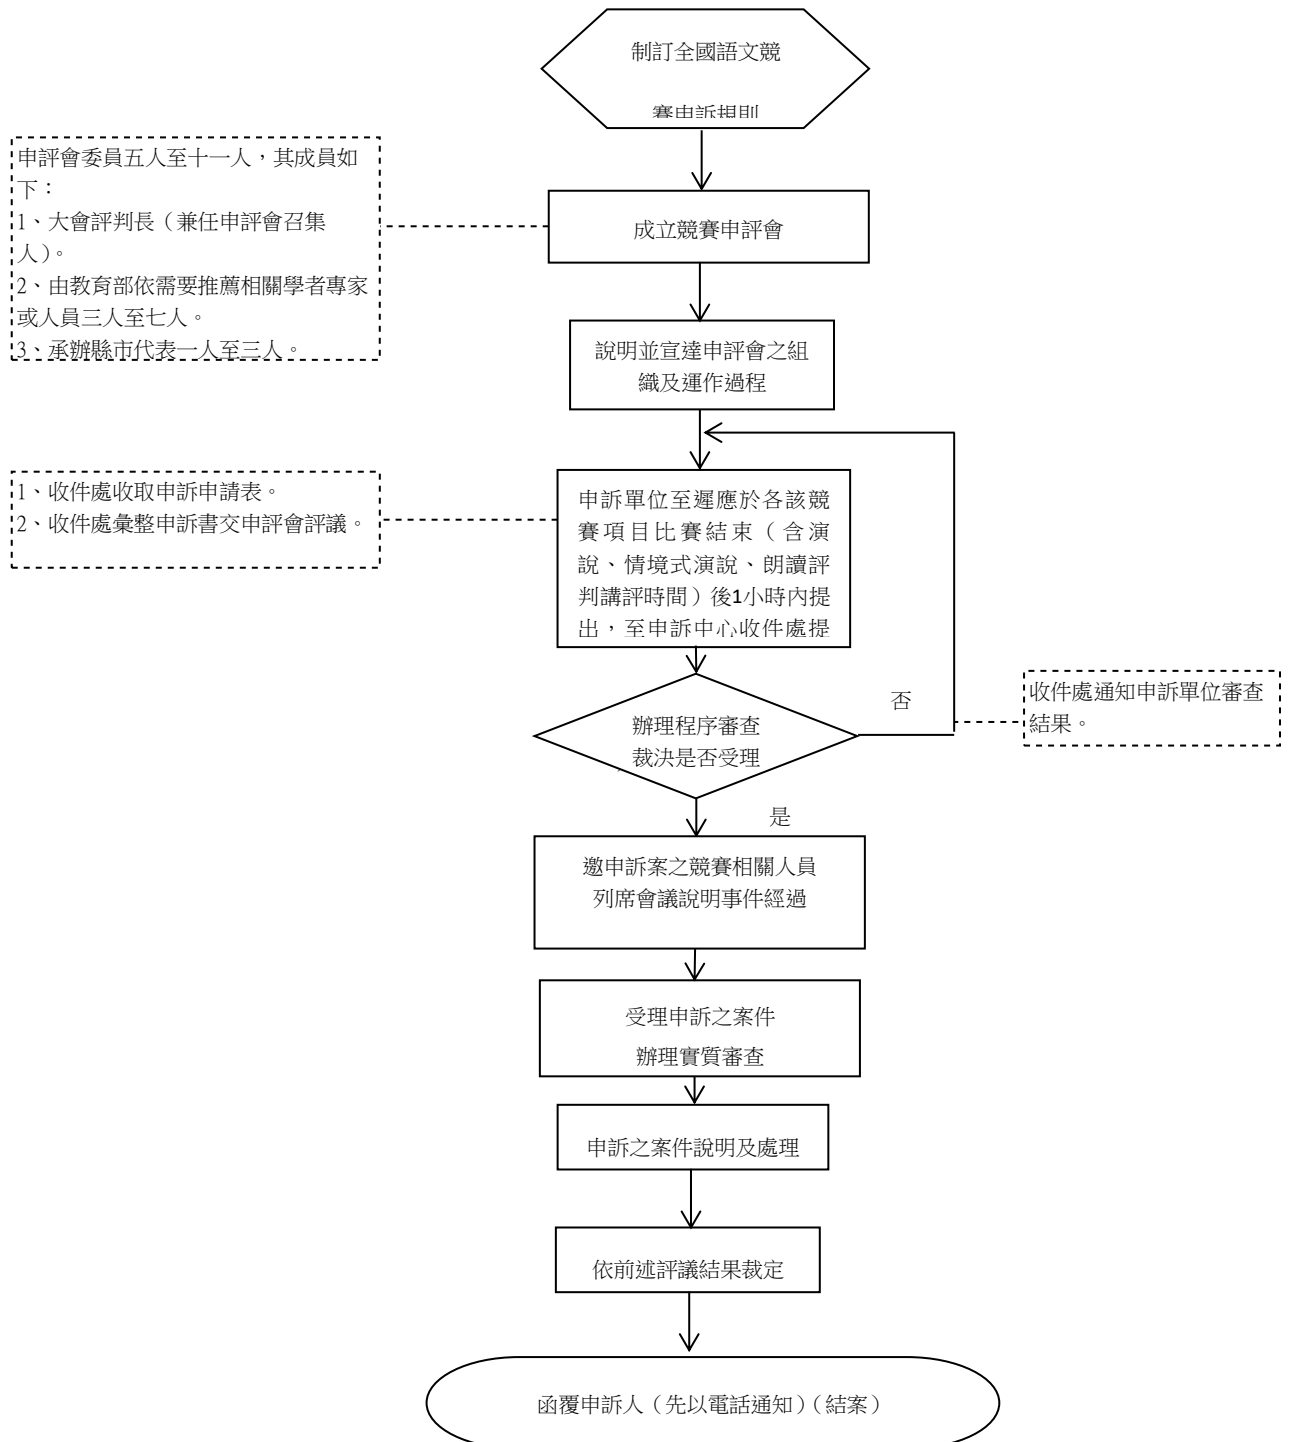 制訂全國語文競
賽申訴規則
申評會委員五人至十一人，其成員如
下：
1、大會評判長（兼任申評會召集
人）。
2、由教育部依需要推薦相關學者專家
或人員三人至七人。
3、承辦縣市代表一人至三人。
成立競賽申評會
說明並宣達申評會之組
織及運作過程
1、收件處收取申訴申請表。
2、收件處彙整申訴書交申評會評議。
申訴單位至遲應於各該競
賽項目比賽結束（含演
說、情境式演說、朗讀評
判講評時間）後1小時內提
出，至申訴中心收件處提
辦理程序審查
裁決是否受理
否
收件處通知申訴單位審查
結果。
是
邀申訴案之競賽相關人員
列席會議說明事件經過
受理申訴之案件
辦理實質審查
申訴之案件說明及處理
依前述評議結果裁定
函覆申訴人（先以電話通知）（結案）